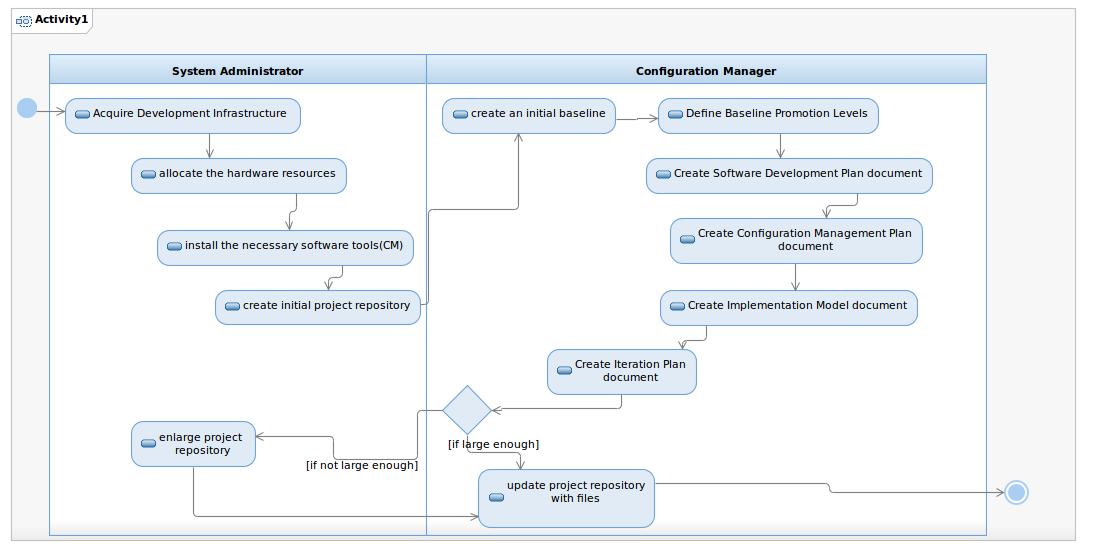 Activity1
System Administrator
Configuration Manager
Acquire Development Infrastructure
create an initial baseline
Define Baseline Promotion Levels
allocate the hardware resources
Create Software Development Plan document
install the necessary software tools(CM)
Create Configuration Management Plan
document
create initial project repository
Create Implementation Model document
Create Iteration Plan
document
enlarge project
repository
[if large enough]
[if not large enough]
update project repository
with files